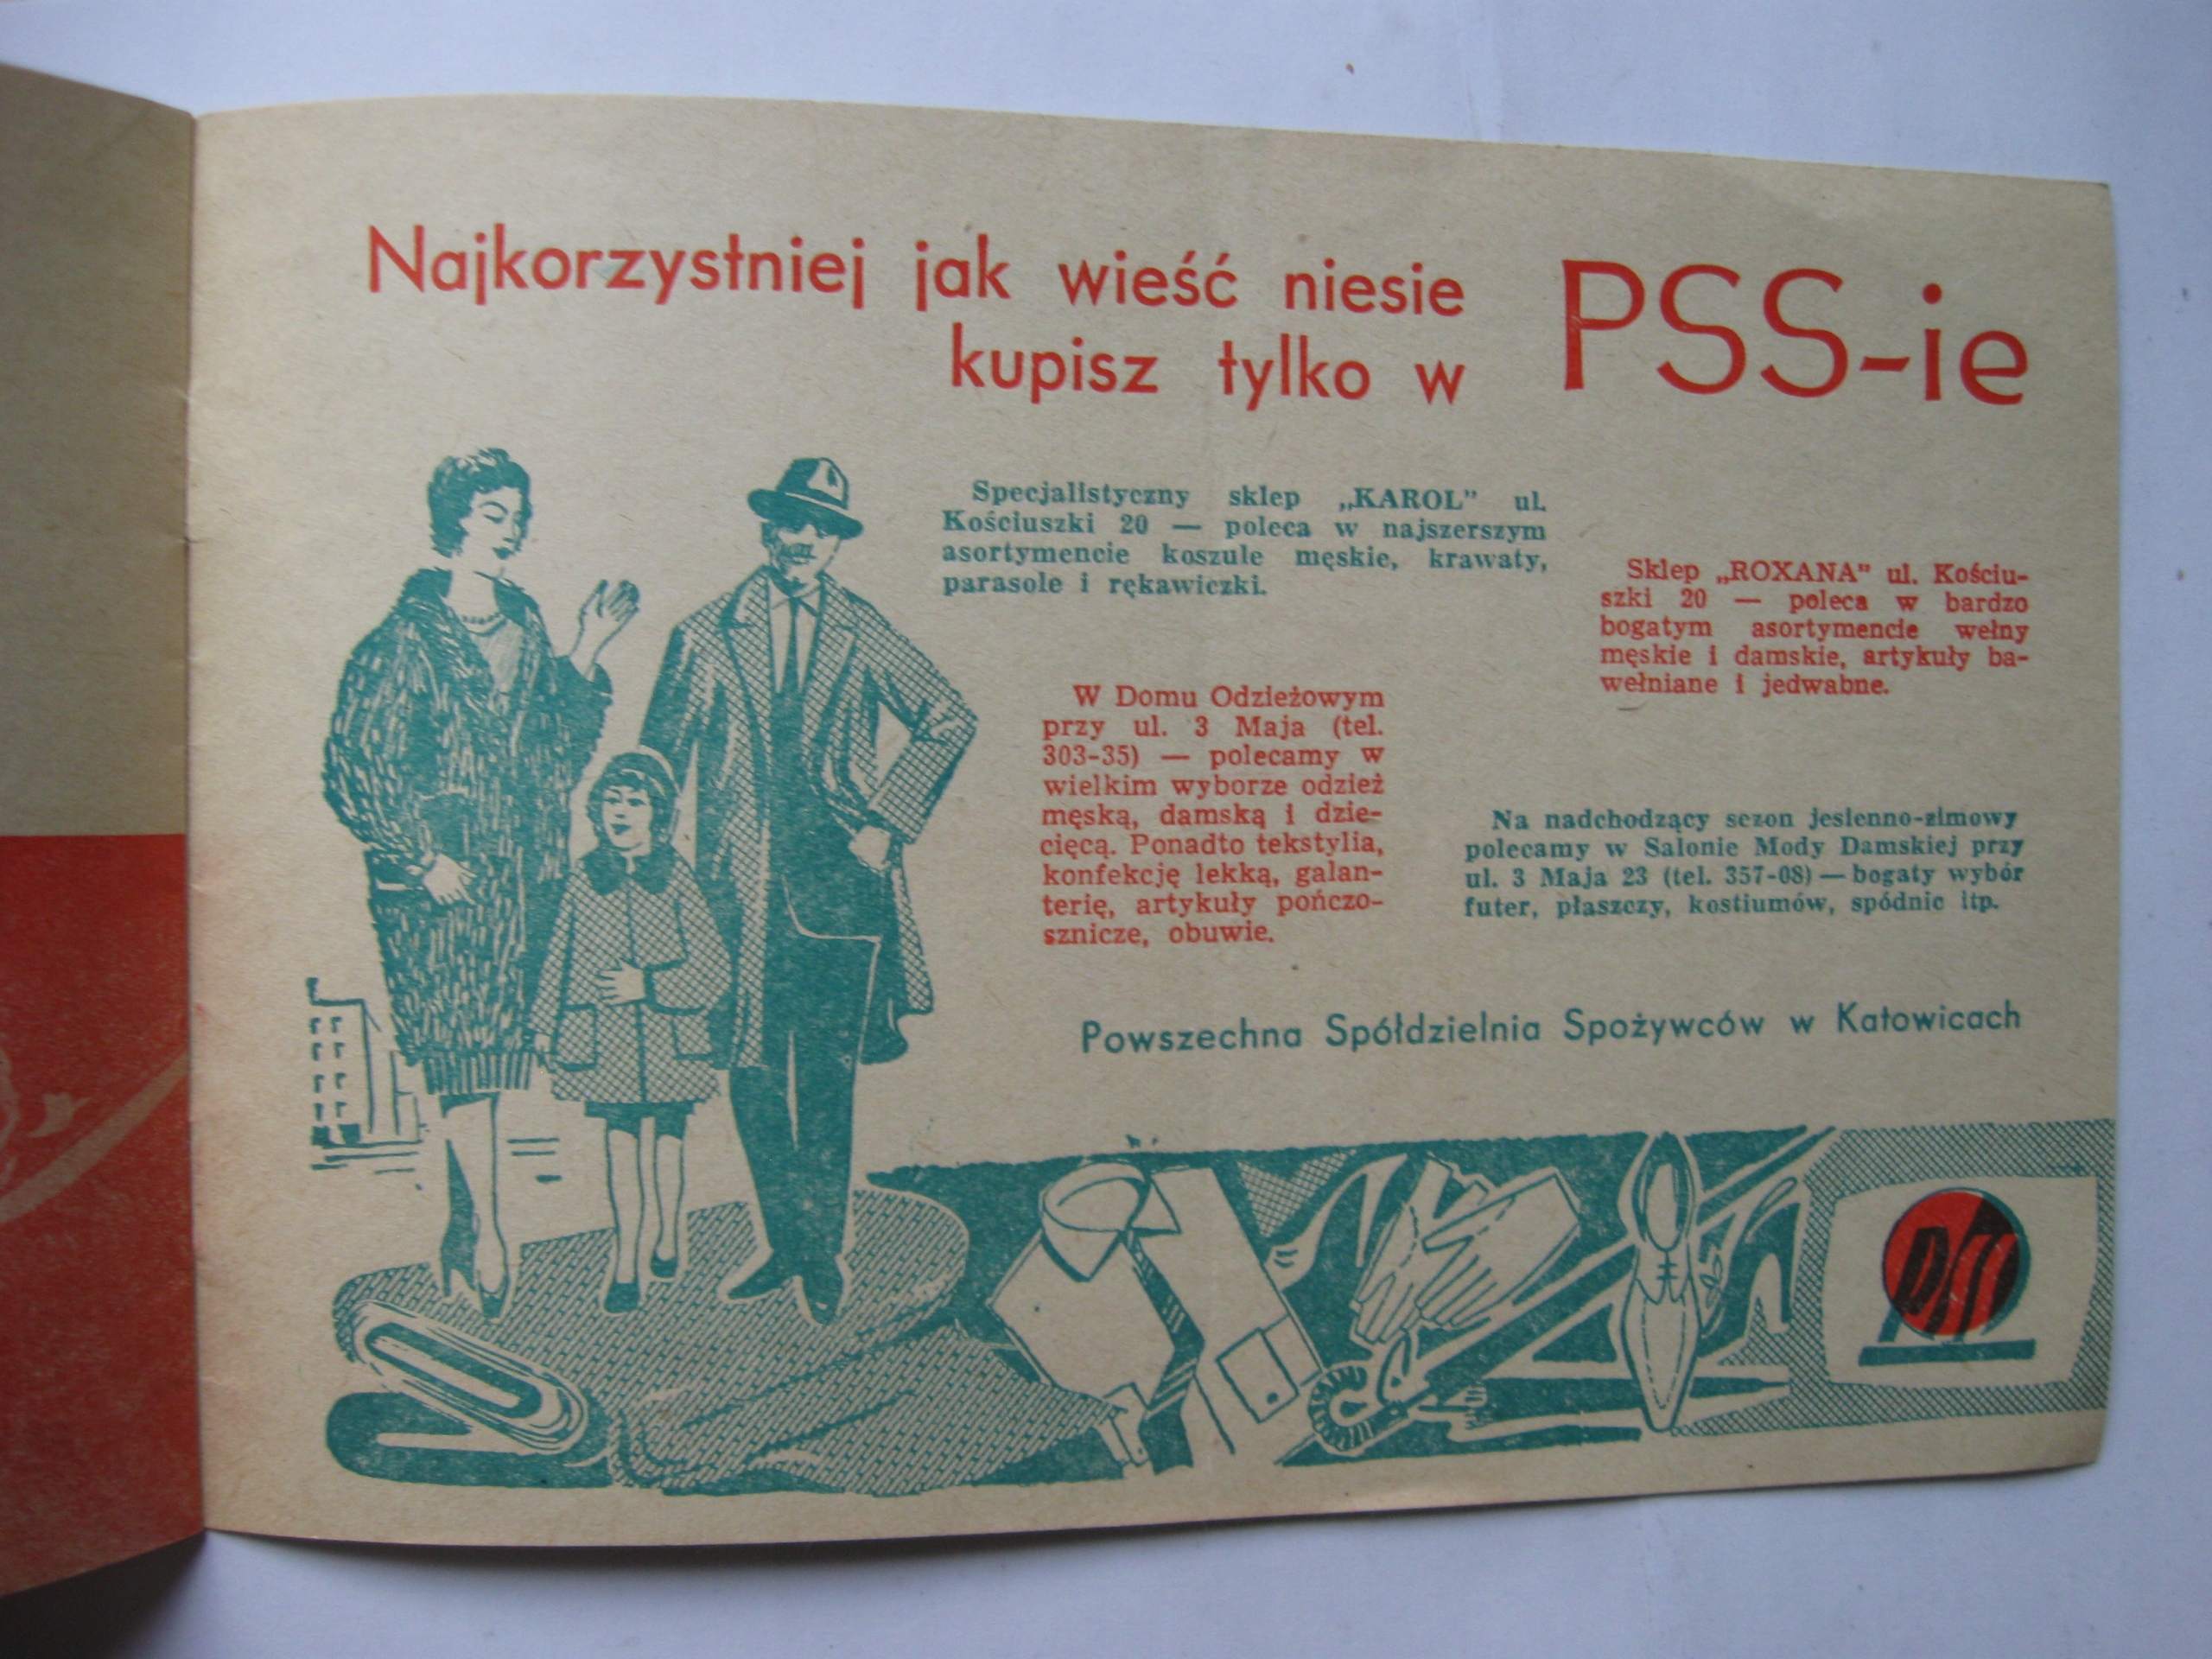 Najkorzystniej jak wieść niesie
kupisz tylko w PSS-ie
Specjalistyczny sklep „KAROL” ul.
Kościuszki 20 — poleca w najszerszym
asortymencie koszule męskie, krawaty,
parasole i rękawiczki.
Sklep „ROXANA” ul. Kościu-
szki 20 — poleca w bardzo
bogatym asortymencie wełny
męskie i damskie, artykuły ba-
wełniane i jedwabne.
W Domu Odzieżowym
przy ul. 3 Maja (tel.
303-35) — polecamy w
wielkim wyborze odzież
męską, damską i dzie-
cięcą. Ponadto tekstylia,
konfekcję lekką, galan-
terię, artykuły pończo-
sznicze, obuwie.
Na nadchodzący sezon jesienno-zimowy
polecamy w Salonie Mody Damskiej przy
ul. 3 Maja 23 (tel. 357-08) — bogaty wybór
futer, płaszczy, kostiumów, spódnic itp.
Powszechna Spółdzielnia Spożywców w Katowicach
PSS